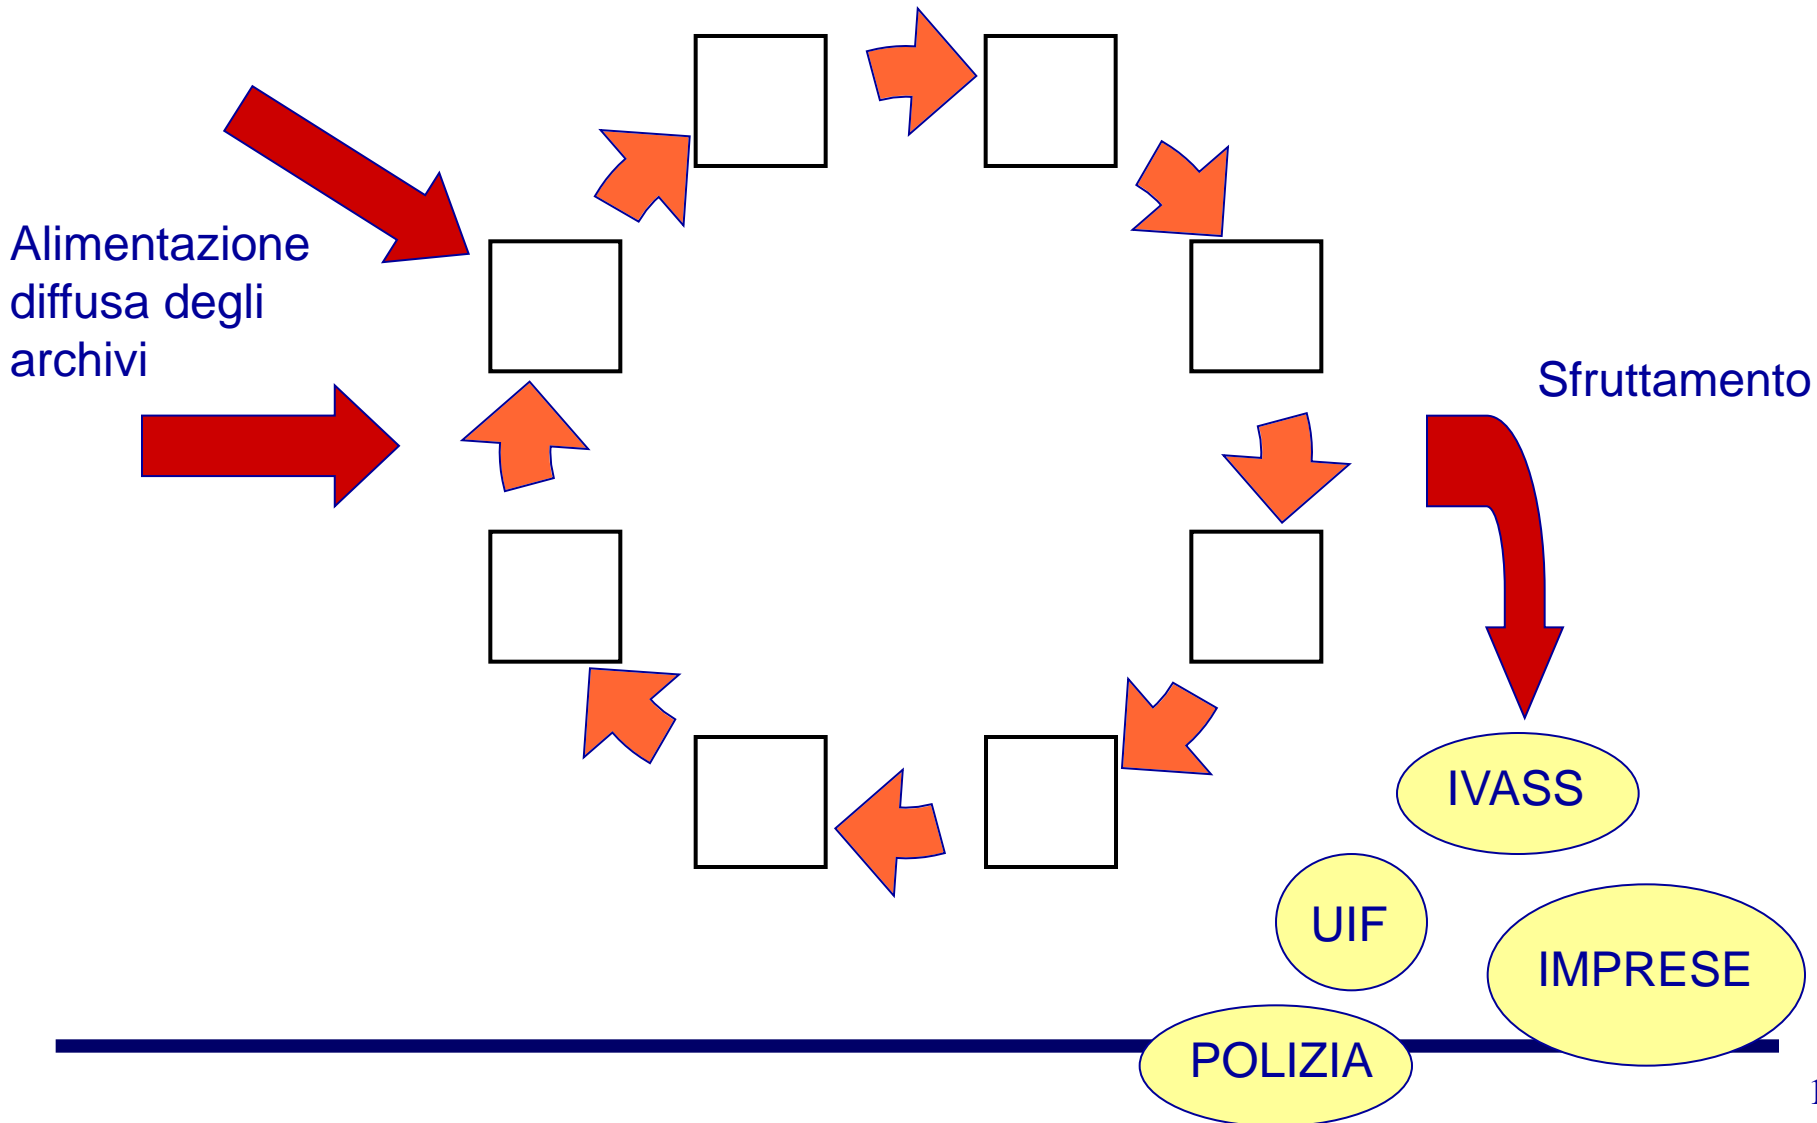 Alimentazione
diffusa degli
archivi
Sfruttamento
IVASS
UIF
IMPRESE
POLIZIA